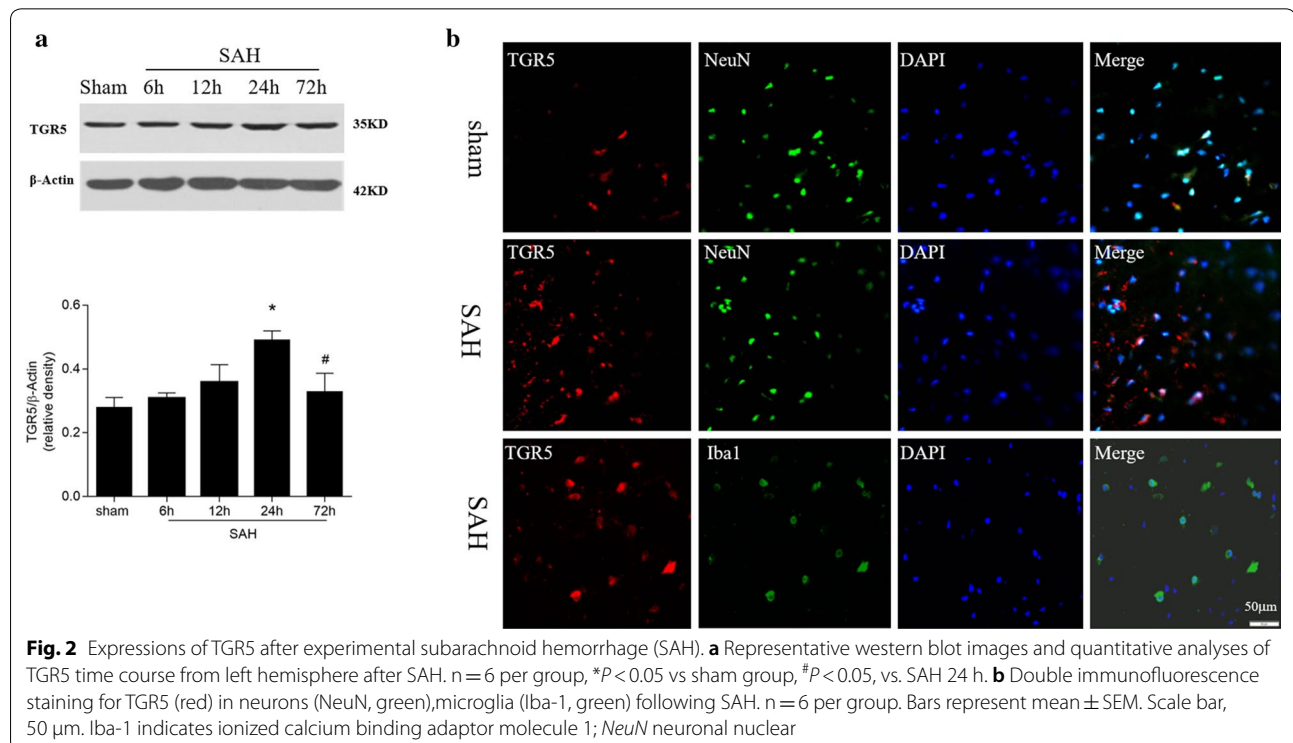 a
SAH
Sham 6h 12h 24h 72h
TGR5
35KD
β-Actin
42KD
TGR5/β-Actin
(relative density)
0.6
0.4
0.2
0.0
*
#
sham 6h 12h 24h 72h
SAH
b
TGR5 NeuN DAPI Merge
sham
TGR5 NeuN DAPI Merge
SAH
TGR5 Iba1 DAPI Merge
SAH
50μm
Fig. 2 Expressions of TGR5 after experimental subarachnoid hemorrhage (SAH). a Representative western blot images and quantitative analyses of
TGR5 time course from left hemisphere after SAH. n = 6 per group, *P < 0.05 vs sham group, #P < 0.05, vs. SAH 24 h. b Double immunofluorescence
staining for TGR5 (red) in neurons (NeuN, green),microglia (Iba-1, green) following SAH. n = 6 per group. Bars represent mean ± SEM. Scale bar,
50 μm. Iba-1 indicates ionized calcium binding adaptor molecule 1; NeuN neuronal nuclear